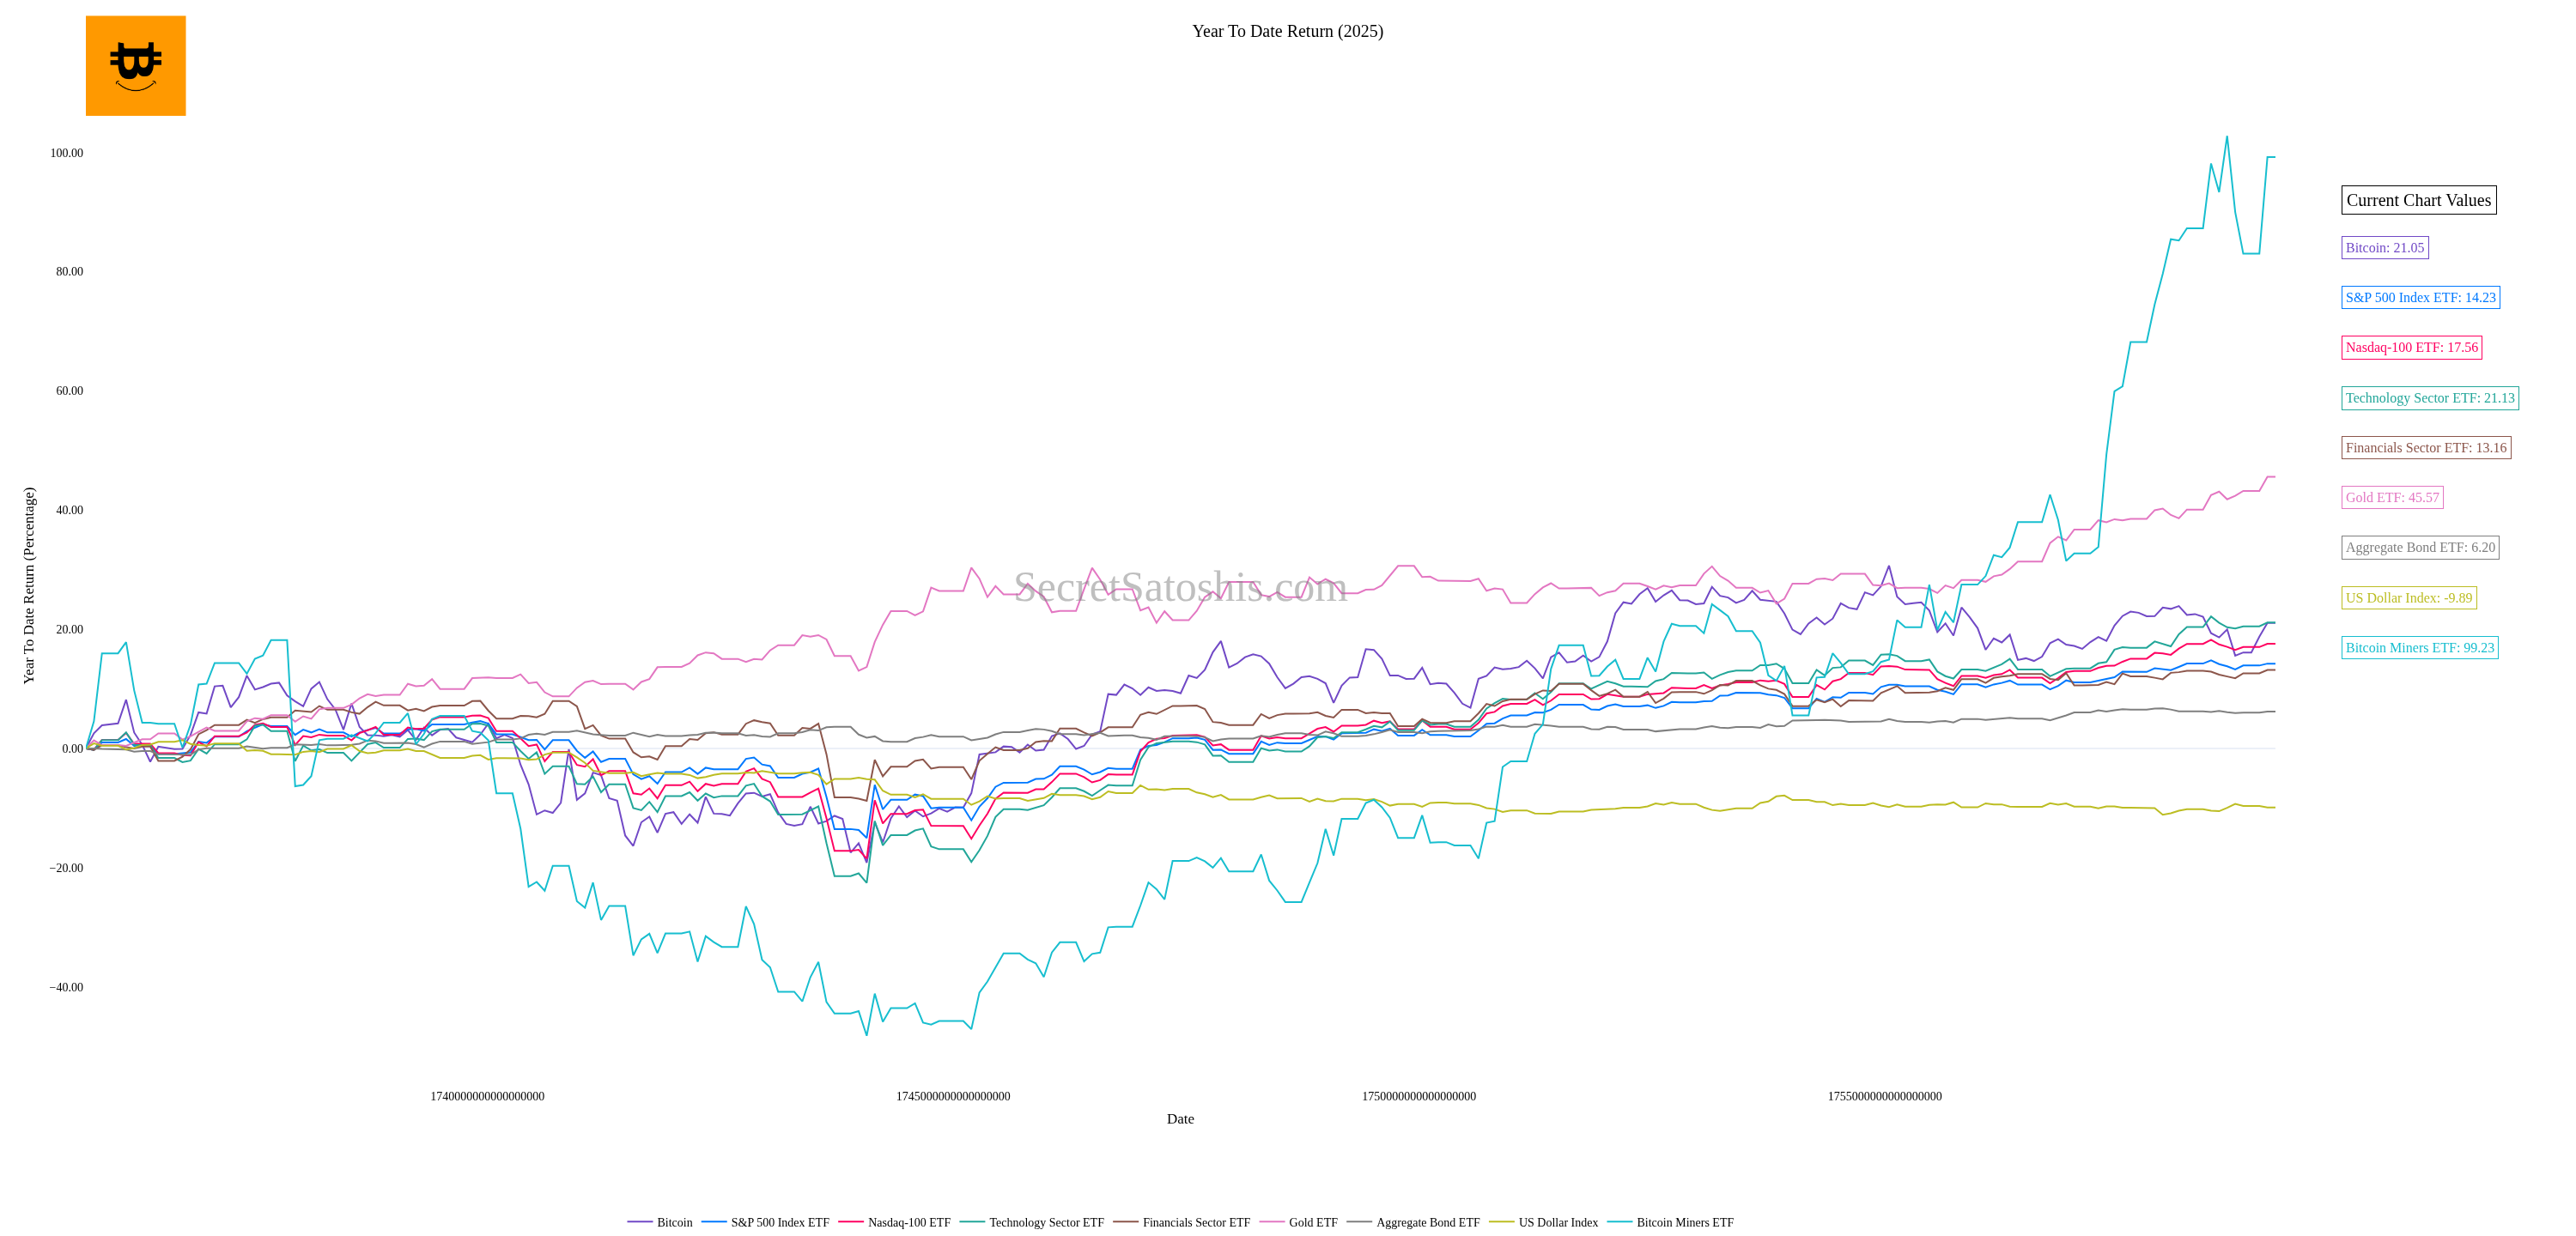 Year To Date Return (2025)
100.00
80.00
60.00
40.00
20.00
0.00
−20.00
−40.00
Year To Date Return (Percentage)
SecretSatoshis.com
1740000000000000000
1745000000000000000
1750000000000000000
1755000000000000000
Date
Current Chart Values
Bitcoin: 21.05
S&P 500 Index ETF: 14.23
Nasdaq-100 ETF: 17.56
Technology Sector ETF: 21.13
Financials Sector ETF: 13.16
Gold ETF: 45.57
Aggregate Bond ETF: 6.20
US Dollar Index: -9.89
Bitcoin Miners ETF: 99.23
Bitcoin S&P 500 Index ETF Nasdaq-100 ETF Technology Sector ETF Financials Sector ETF Gold ETF Aggregate Bond ETF US Dollar Index Bitcoin Miners ETF